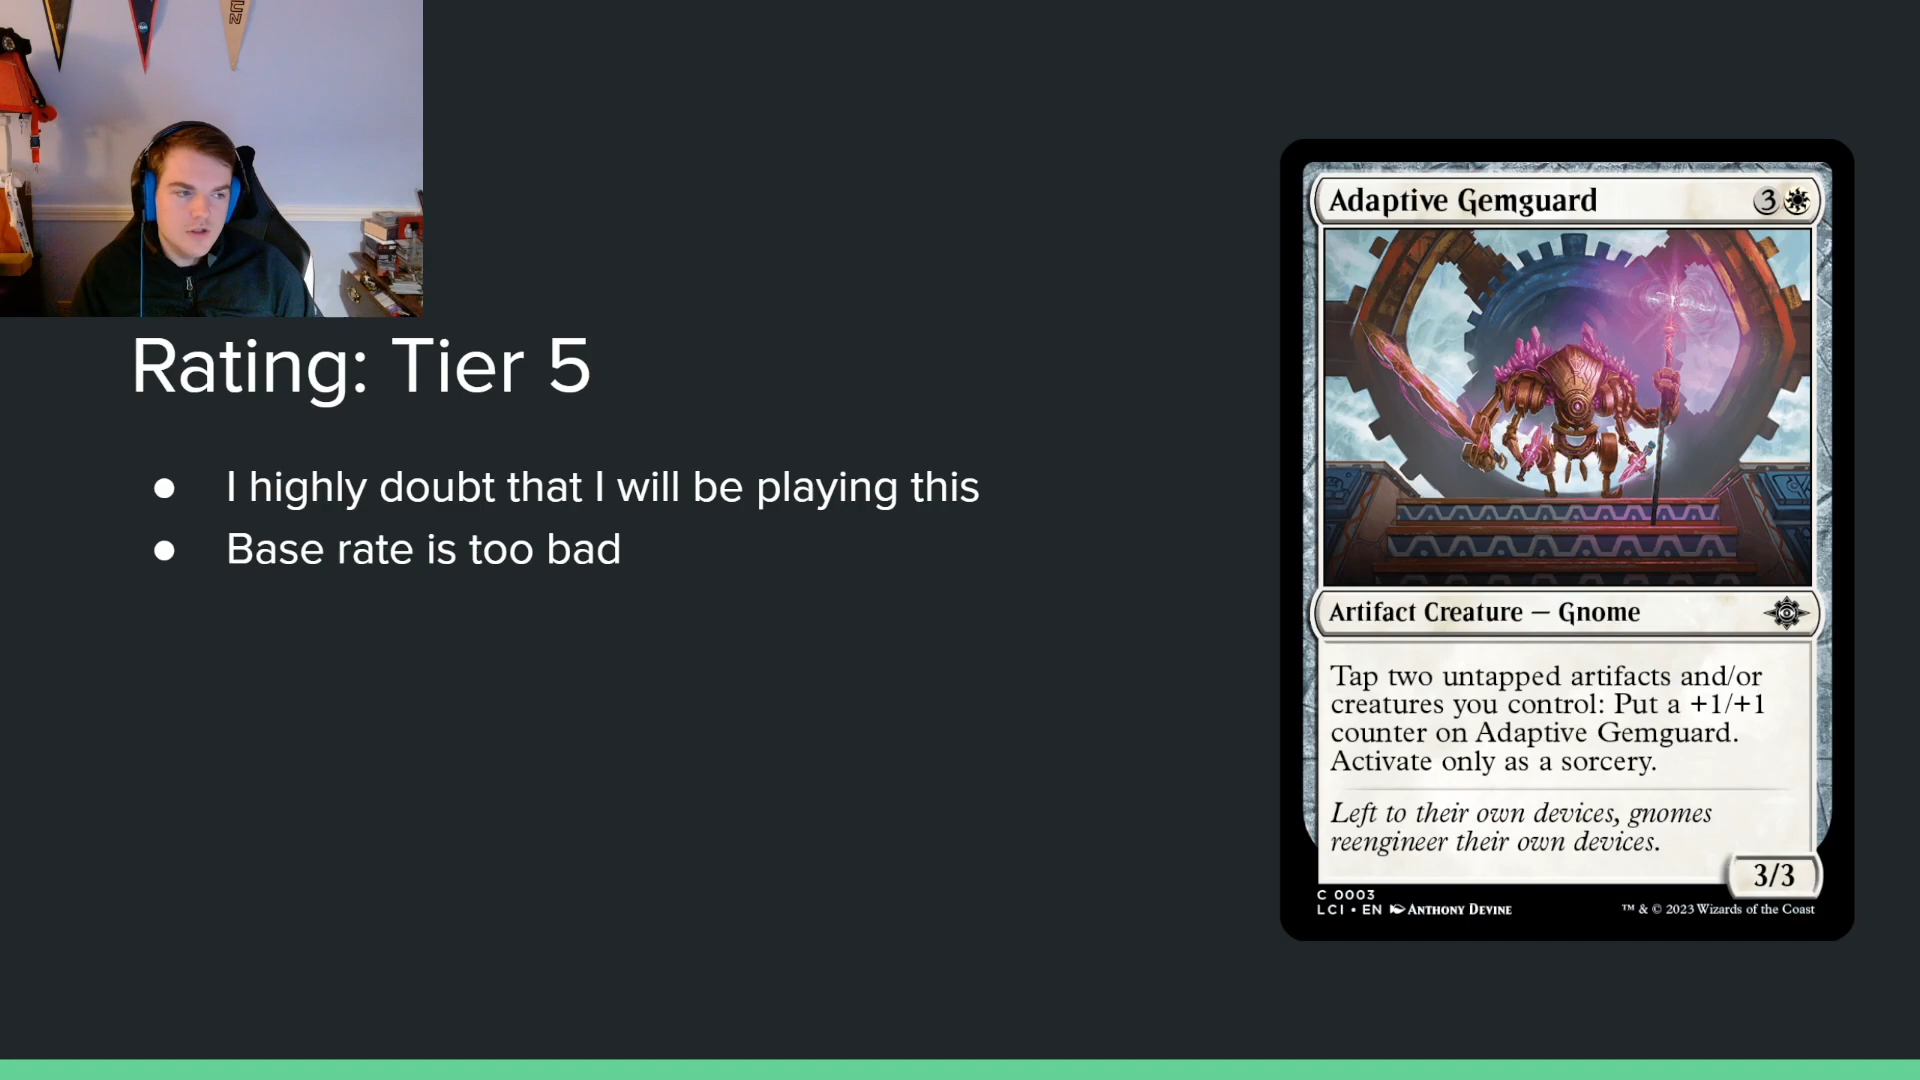 Rating: Tier 5
● I highly doubt that I will be playing this
● Base rate is too bad
Adaptive Gemguard 3
Artifact Creature — Gnome
Tap two untapped artifacts and/or
creatures you control: Put a +1/+1
counter on Adaptive Gemguard.
Activate only as a sorcery.
Left to their own devices, gnomes
reengineer their own devices.
3/3
C 0003
LCI • EN ANTHONY DEVINE
™ & © 2023 Wizards of the Coast